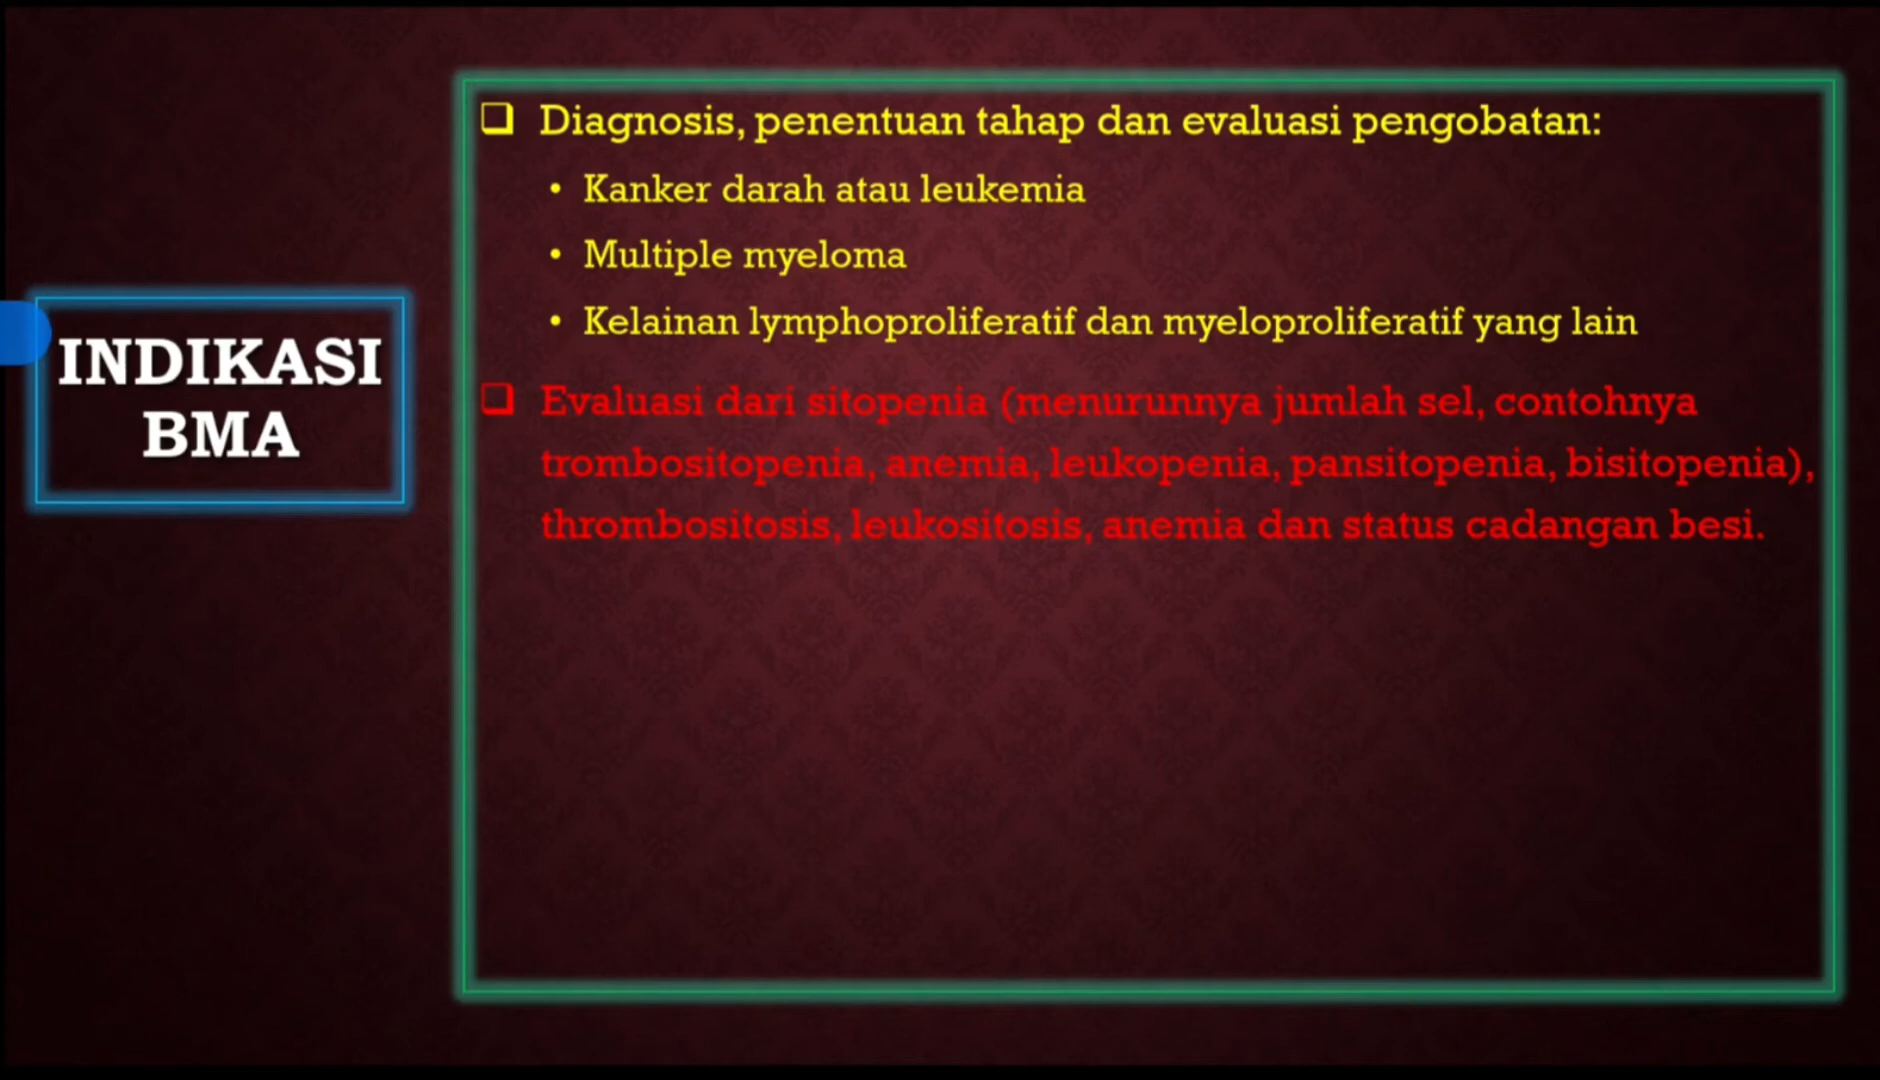 INDIKASI
BMA
❑ Diagnosis, penentuan tahap dan evaluasi pengobatan:
• Kanker darah atau leukemia
• Multiple myeloma
• Kelainan lymphoproliferatif dan myeloproliferatif yang lain
❑ Evaluasi dari sitopenia (menurunnya jumlah sel, contohnya
trombositopenia, anemia, leukopenia, pansitopenia, bisitopenia),
thrombositosis, leukositosis, anemia dan status cadangan besi.